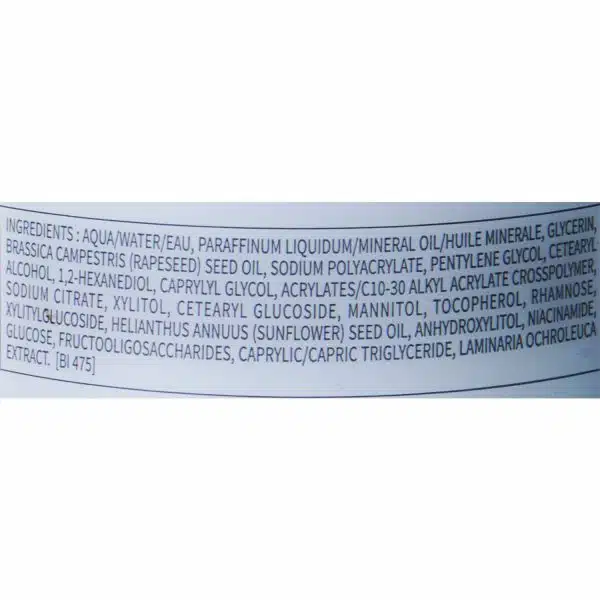 INGREDIENTS : AQUA/WATER/EAU, PARAFFINUM LIQUIDUM/MINERAL OIL/HUILE MINERALE, GLYCERIN,
BRASSICA CAMPESTRIS (RAPESEED) SEED OIL, SODIUM POLYACRYLATE, PENTYLENE GLYCOL, CETEARYL
ALCOHOL, 1,2-HEXANEDIOL, CAPRYLYL GLYCOL, ACRYLATES/C10-30 ALKYL ACRYLATE CROSSPOLYMER,
SODIUM CITRATE, XYLITOL, CETEARYL GLUCOSIDE, MANNITOL, TOCOPHEROL, RHAMNOSE,
XYLITYLGLUCOSIDE, HELIANTHUS ANNUUS (SUNFLOWER) SEED OIL, ANHYDROXYLITOL, NIACINAMIDE,
GLUCOSE, FRUCTOOLIGOSACCHARIDES, CAPRYLIC/CAPRIC TRIGLYCERIDE, LAMINARIA OCHROLEUCA
EXTRACT. [BI 475]